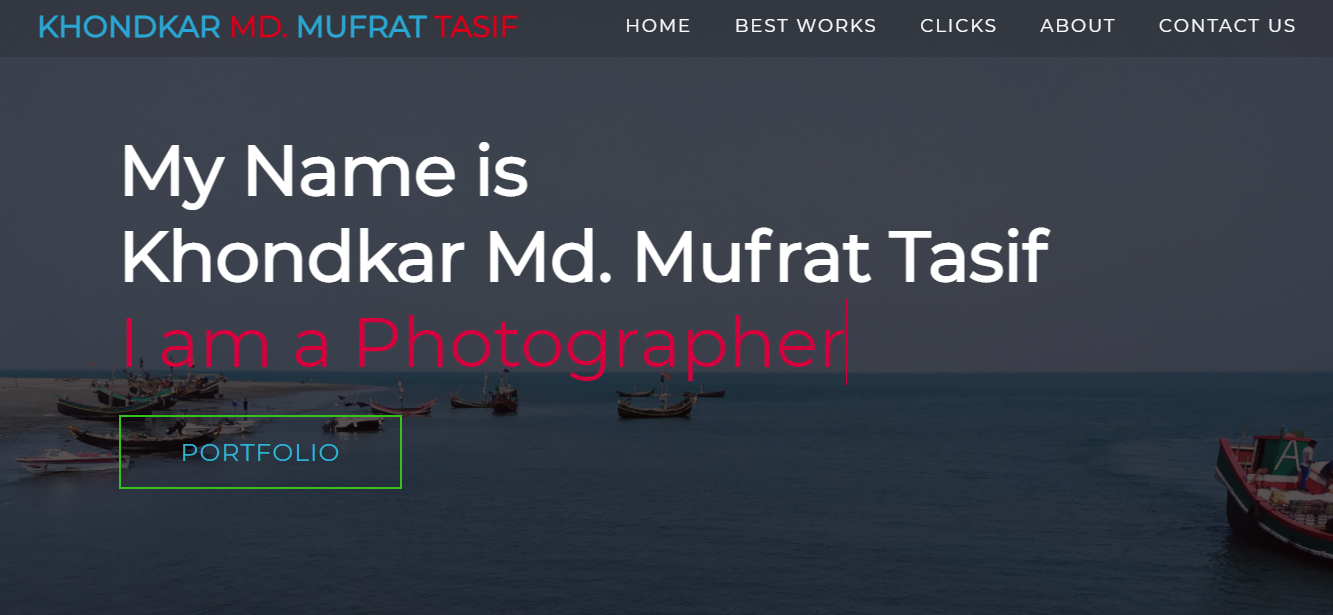 KHONDKAR MD. MUFRAT TASIF
HOME BEST WORKS CLICKS ABOUT CONTACT US
My Name is
Khondkar Md. Mufrat Tasif
I am a Photographer
PORTFOLIO
A